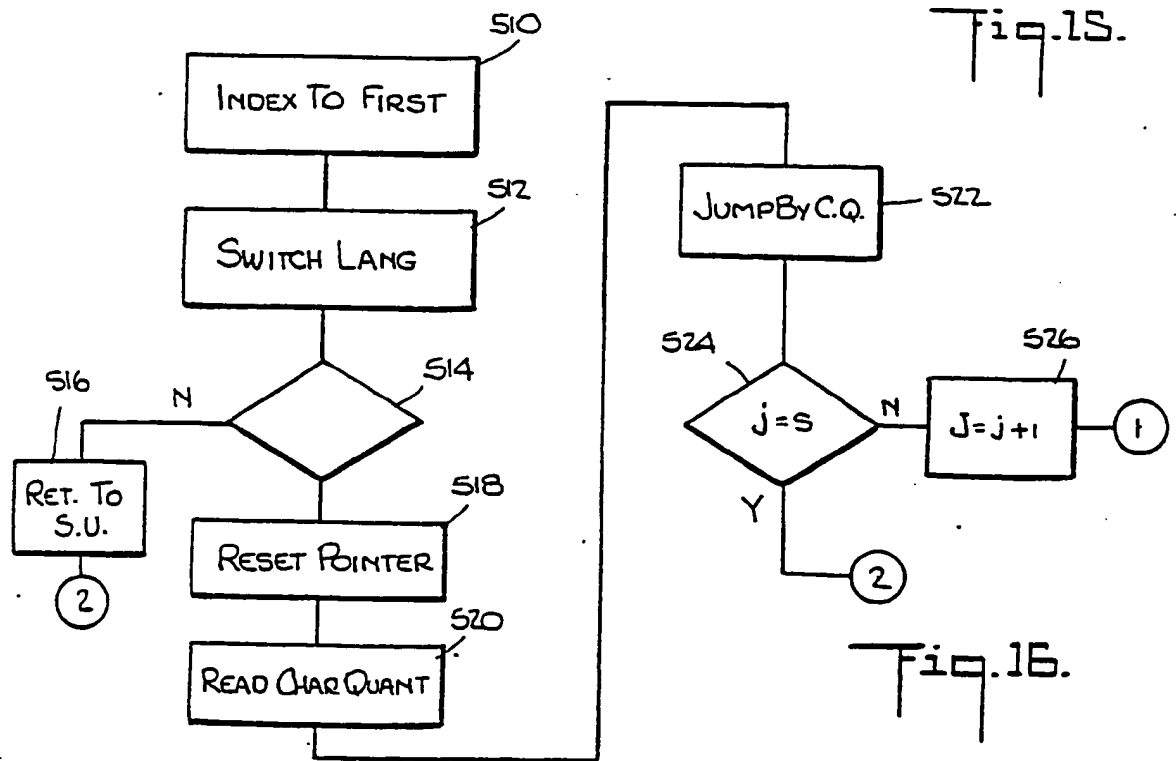 Fig.15.
510
INDEX TO FIRST
512
SWITCH LANG
514
N
516
RET. TO
S.U.
2
518
RESET POINTER
520
READ CHAR QUANT
JUMP BY C.Q.
522
524
j=S
N
526
J=j+1
1
Y
2
Fig.16.